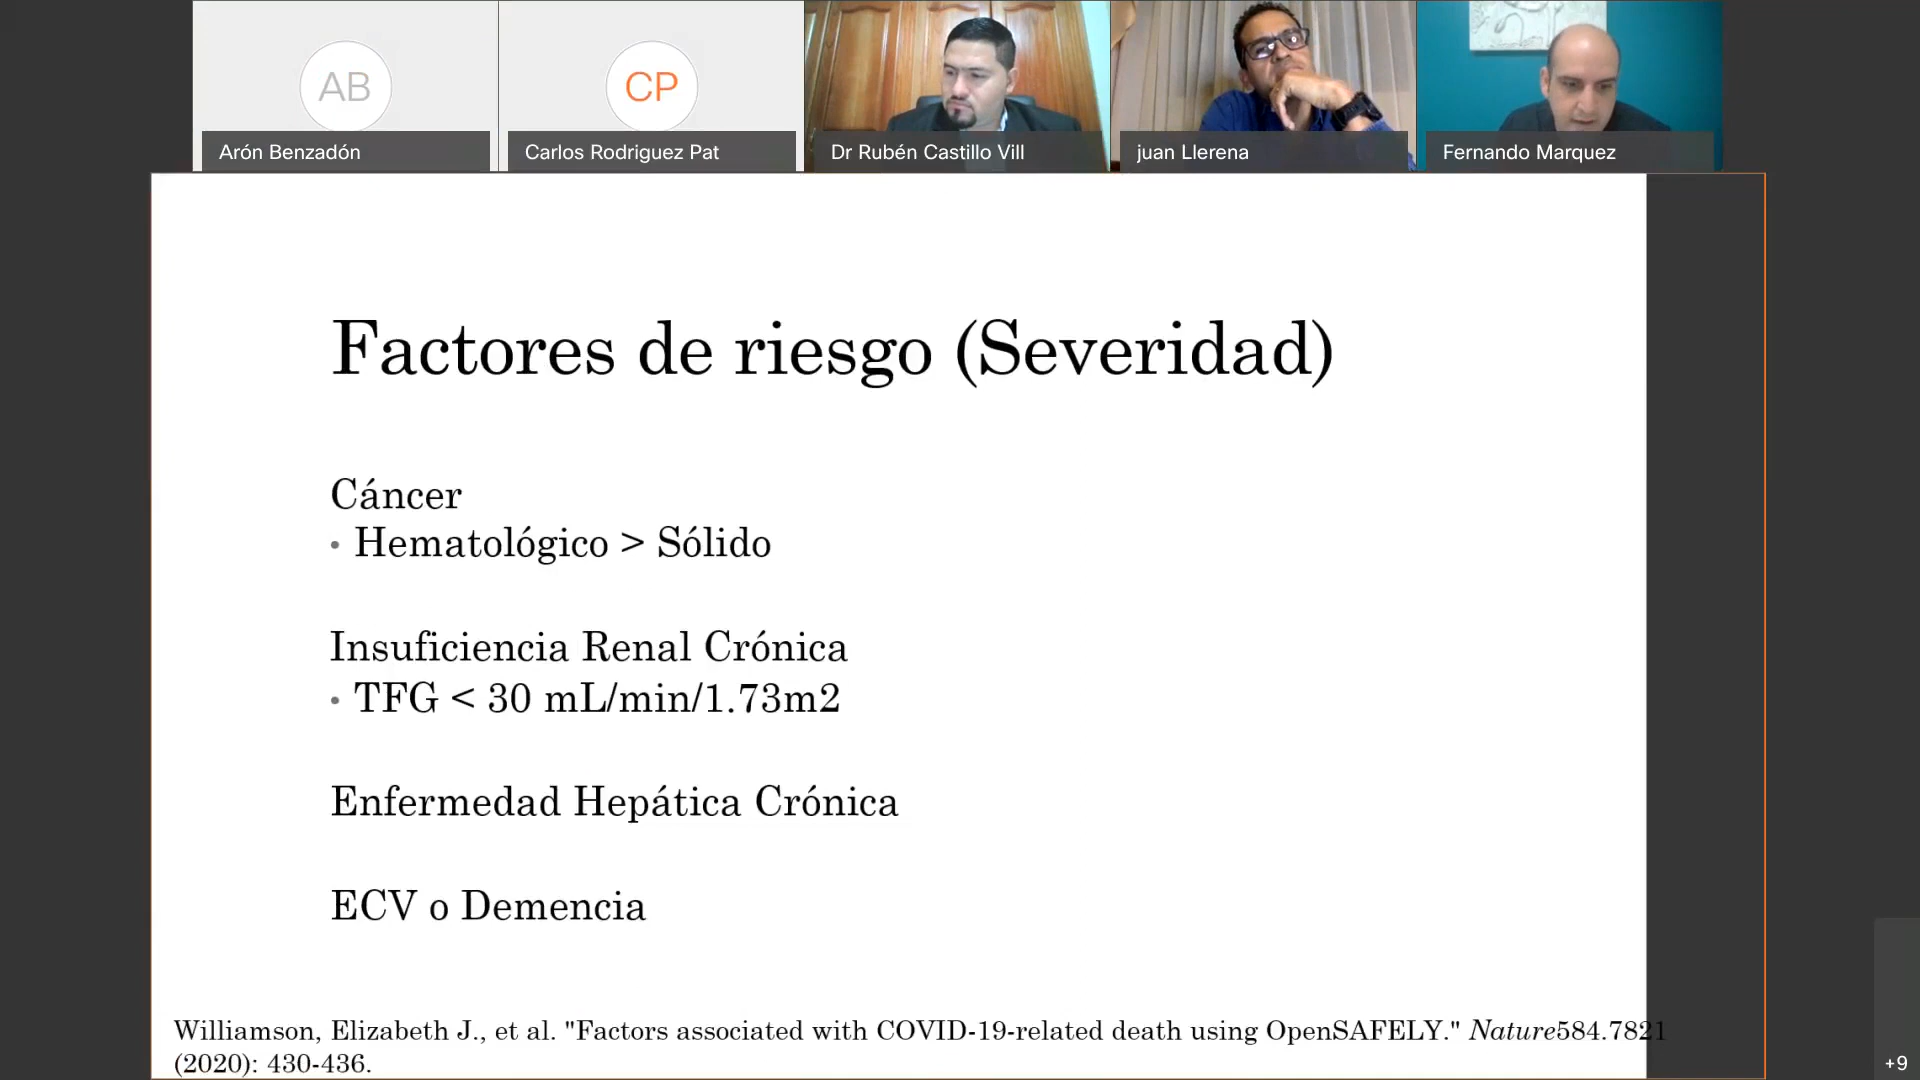 AB
CP
Arón Benzadón
Carlos Rodriguez Pat
Dr Rubén Castillo Vill
juan Llerena
Fernando Marquez
Factores de riesgo (Severidad)
Cáncer
• Hematológico > Sólido
Insuficiencia Renal Crónica
• TFG < 30 mL/min/1.73m2
Enfermedad Hepática Crónica
ECV o Demencia
Williamson, Elizabeth J., et al. "Factors associated with COVID-19-related death using OpenSAFELY." Nature584.7821
(2020): 430-436.
+9